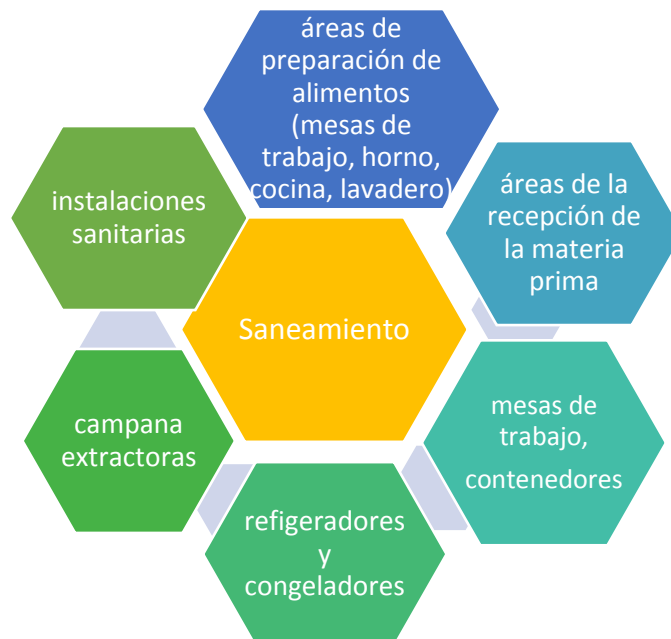 áreas de
preparación de
alimentos
(mesas de
trabajo, horno,
cocina, lavadero)
áreas de la
recepción de
la materia
prima
mesas de
trabajo,
contenedores
refigeradores
y
congeladores
campana
extractoras
instalaciones
sanitarias
Saneamiento